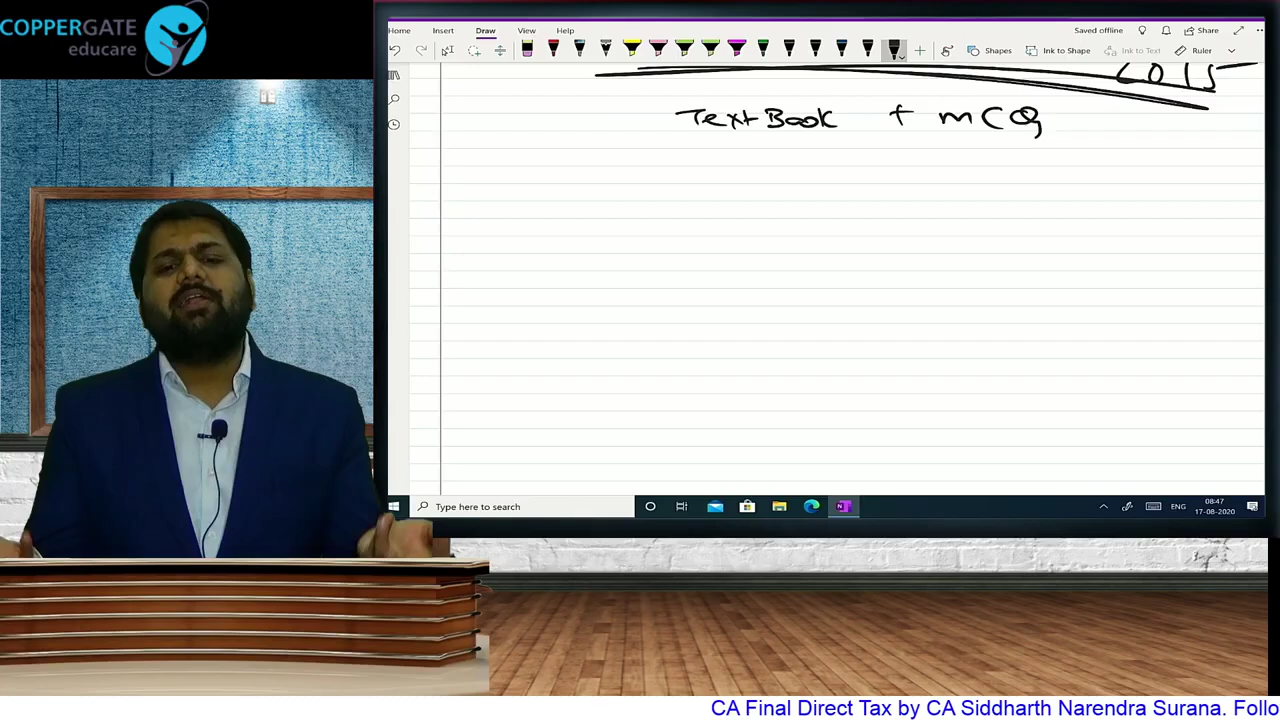 COPPERGATE
educare
Home Insert Draw View Help
Saved offline
Share
Shapes
Ink to Shape
Ink to Text
Ruler
2015
TextBook + mCQ
Type here to search
ENG
08:47
17-08-2020
CA Final Direct Tax by CA Siddharth Narendra Surana. Follo